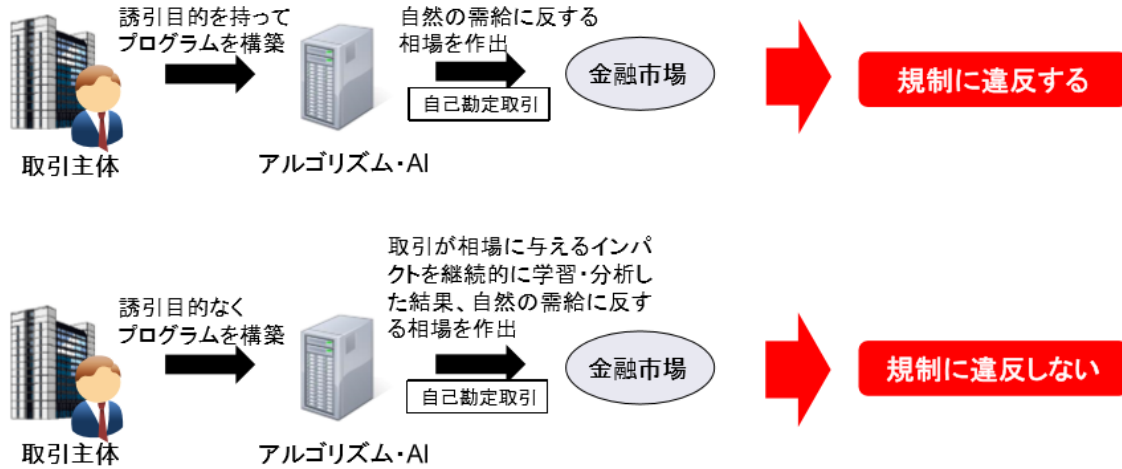 誘引目的を持って
プログラムを構築
自然の需給に反する
相場を作出
自己勘定取引
金融市場
規制に違反する
取引主体
アルゴリズム・AI
誘引目的なく
プログラムを構築
取引が相場に与えるインパ
クトを継続的に学習・分析し
た結果、自然の需給に反す
る相場を作出
自己勘定取引
金融市場
規制に違反しない
取引主体
アルゴリズム・AI